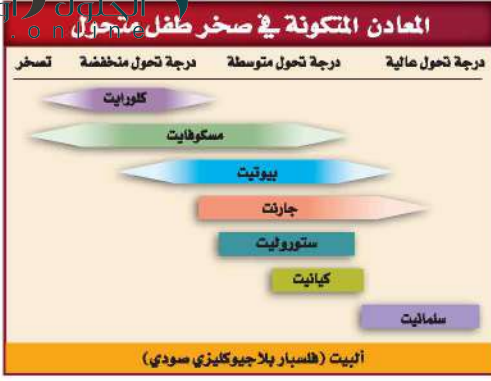 المعادن المتكونة في صخر طفل متحول
.online
درجة تحول عالية درجة تحول متوسطة درجة تحول منخفضة تصخر
كلورايت
مسكوفايت
بيوتيت
جارنت
ستوروليت
كيانيت
سلمانيت
ألبيت (فلسبار بلاجيوكليزي صودي)